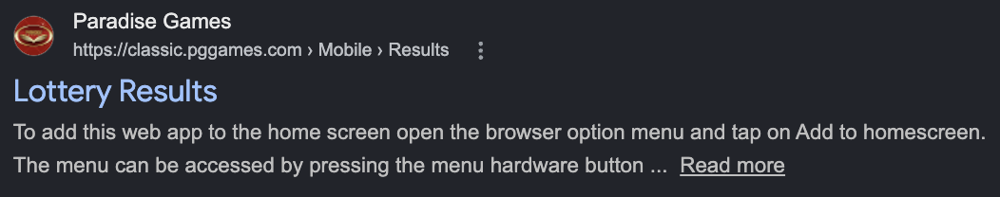 Paradise Games
https://classic.pggames.com › Mobile › Results
Lottery Results
To add this web app to the home screen open the browser option menu and tap on Add to homescreen.
The menu can be accessed by pressing the menu hardware button ... Read more